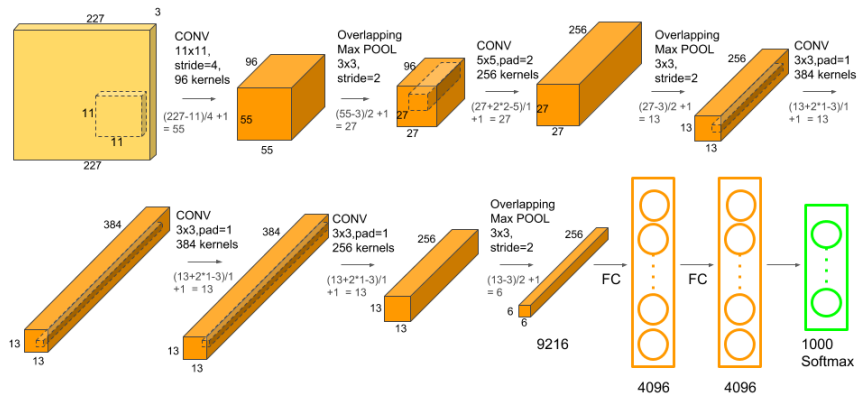 227
3
11
11
227
CONV
11x11,
stride=4,
96 kernels
(227-11)/4 +1
= 55
96
55
55
Overlapping
Max POOL
3x3,
stride=2
(55-3)/2 +1
= 27
96
27
27
CONV
5x5,pad=2
256 kernels
(27+2*2-5)/1
+1 = 27
256
27
27
Overlapping
Max POOL
3x3,
stride=2
(27-3)/2 +1
= 13
256
13
13
CONV
3x3,pad=1
384 kernels
(13+2*1-3)/1
+1 = 13
384
13
13
CONV
3x3,pad=1
384 kernels
(13+2*1-3)/1
+1 = 13
384
13
13
CONV
3x3,pad=1
256 kernels
(13+2*1-3)/1
+1 = 13
256
13
13
Overlapping
Max POOL
3x3,
stride=2
(13-3)/2 +1
= 6
256
6
6
9216
FC
4096
FC
4096
1000
Softmax